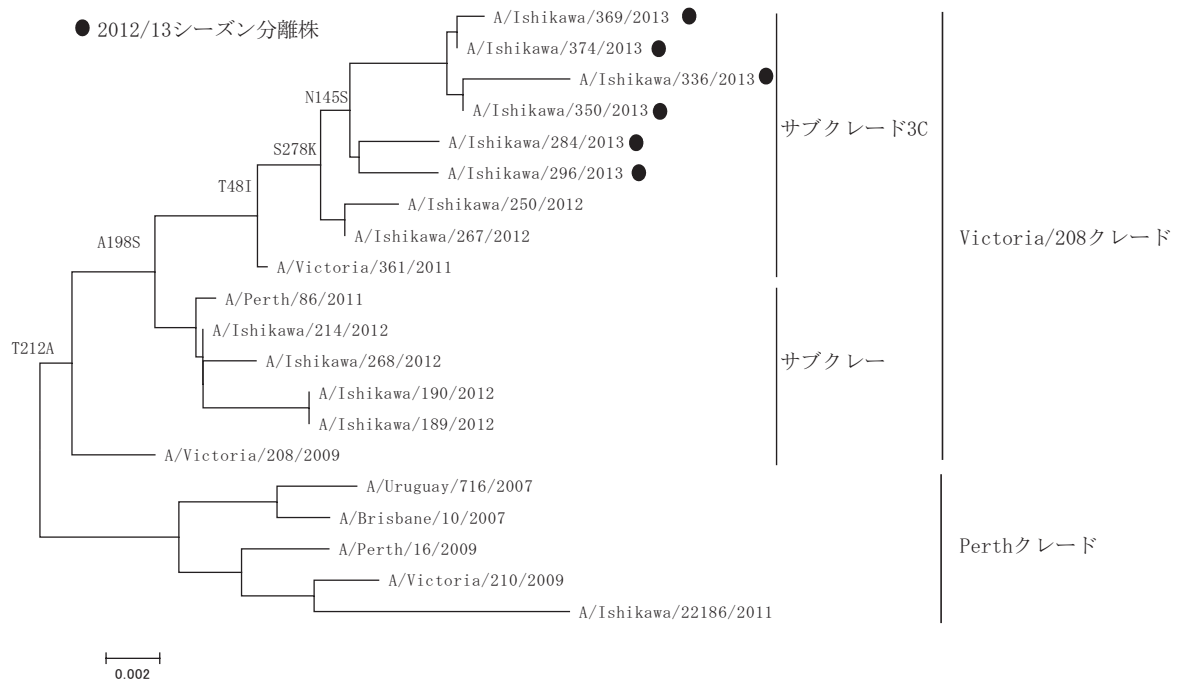 2012/13シーズン分離株
A/Ishikawa/369/2013
A/Ishikawa/374/2013
A/Ishikawa/336/2013
N145S
A/Ishikawa/350/2013
サブクレード3C
S278K
A/Ishikawa/284/2013
A/Ishikawa/296/2013
T48I
A/Ishikawa/250/2012
A/Ishikawa/267/2012
Victoria/208クレード
A198S
A/Victoria/361/2011
A/Perth/86/2011
A/Ishikawa/214/2012
T212A
A/Ishikawa/268/2012
サブクレー
A/Ishikawa/190/2012
A/Ishikawa/189/2012
A/Victoria/208/2009
A/Uruguay/716/2007
A/Brisbane/10/2007
A/Perth/16/2009
Perthクレード
A/Victoria/210/2009
A/Ishikawa/22186/2011
0.002